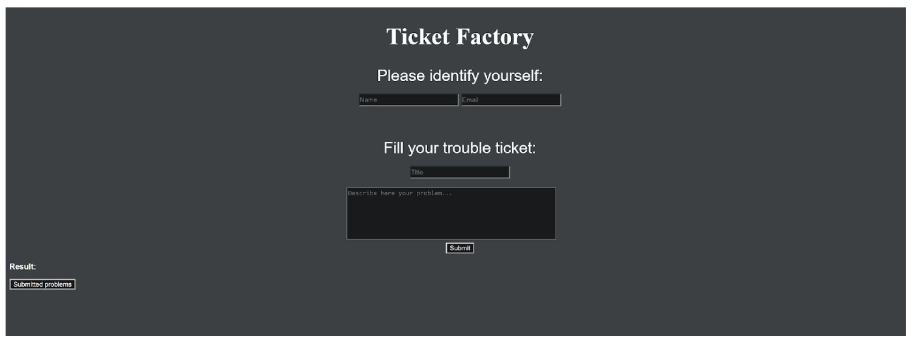 Ticket Factory
Please identify yourself:
Name Email
Fill your trouble ticket:
Title
Describe here your problem...
Submit
Result:
Submitted problems